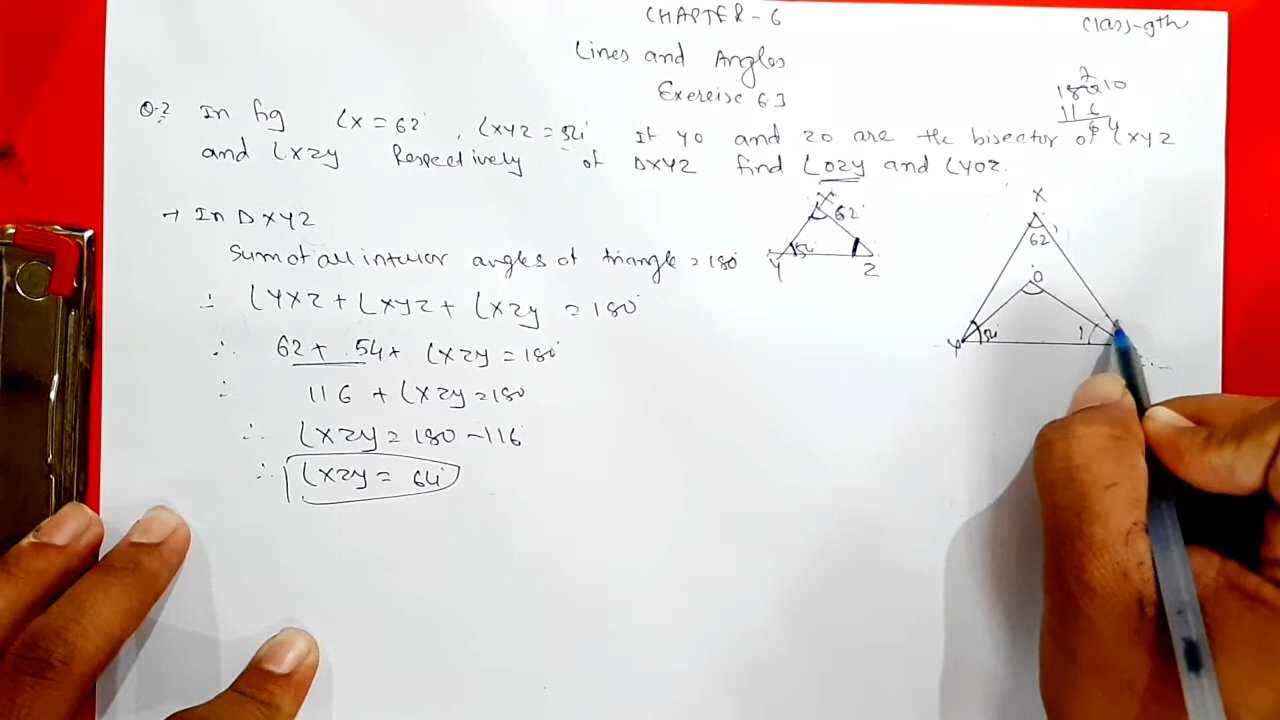 CHAPTER - 6
Class-9th
Lines and Angles
Exercise 6.3
Q-2 In fig ∠X = 62°, ∠XYZ = 54° If YO and ZO are the bisector of ∠XYZ
and ∠XZY Respectively of ΔXYZ find ∠OZY and ∠YOZ.
→ In ΔXYZ
Sum of all interior angles of triangle = 180°
∴ ∠YXZ + ∠XYZ + ∠XZY = 180°
∴ 62 + 54 + ∠XZY = 180°
∴ 116 + ∠XZY = 180
∴ ∠XZY = 180 - 116
∴ ∠XZY = 64°
X
62°
54
Y
Z
X
62
O
54
Y
116
64